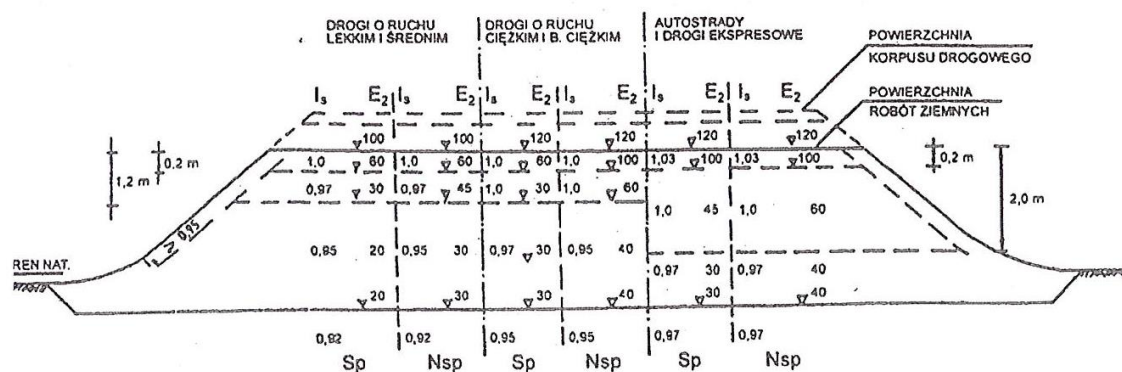 DROGI O RUCHU
LEKKIM I ŚREDNIM
DROGI O RUCHU
CIĘŻKIM I B. CIĘŻKIM
AUTOSTRADY
I DROGI EKSPRESOWE
POWIERZCHNIA
KORPUSU DROGOWEGO
POWIERZCHNIA
ROBÓT ZIEMNYCH
Is E2 Is E2 Is E2 Is E2 Is E2 Is E2
100 100 120 120 120 120
0,2 m 1,0 60 1,0 60 1,0 60 1,0 100 1,03 100 1,03 100 0,2 m
1,2 m
0,97 30 0,97 45 1,0 30 1,0 60
2,0 m
1,0 45 1,0 60
Is ≥ 0,95
0,95 20 0,95 30 0,97 30 0,95 40
REN NAT.
0,97 30 0,97 40
20 30 30 40 30 40
0,92 0,92 0,95 0,95 0,97 0,97
Sp Nsp Sp Nsp Sp Nsp